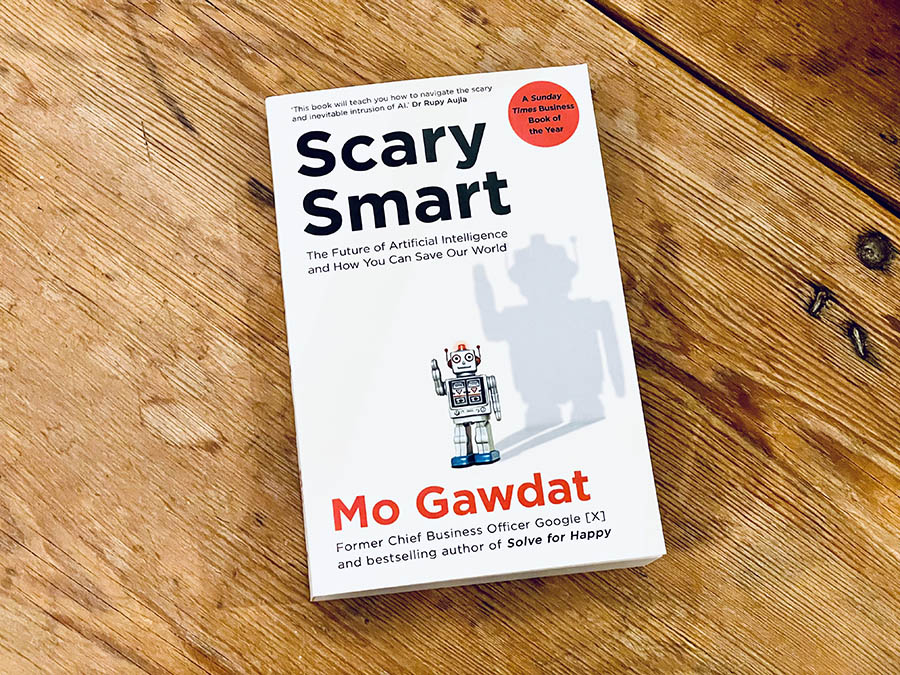 'This book will teach you how to navigate the scary
and inevitable intrusion of AI.' Dr Rupy Aujla
A Sunday
Times Business
Book of
the Year
Scary
Smart
The Future of Artificial Intelligence
and How You Can Save Our World
Mo Gawdat
Former Chief Business Officer Google [X]
and bestselling author of Solve for Happy